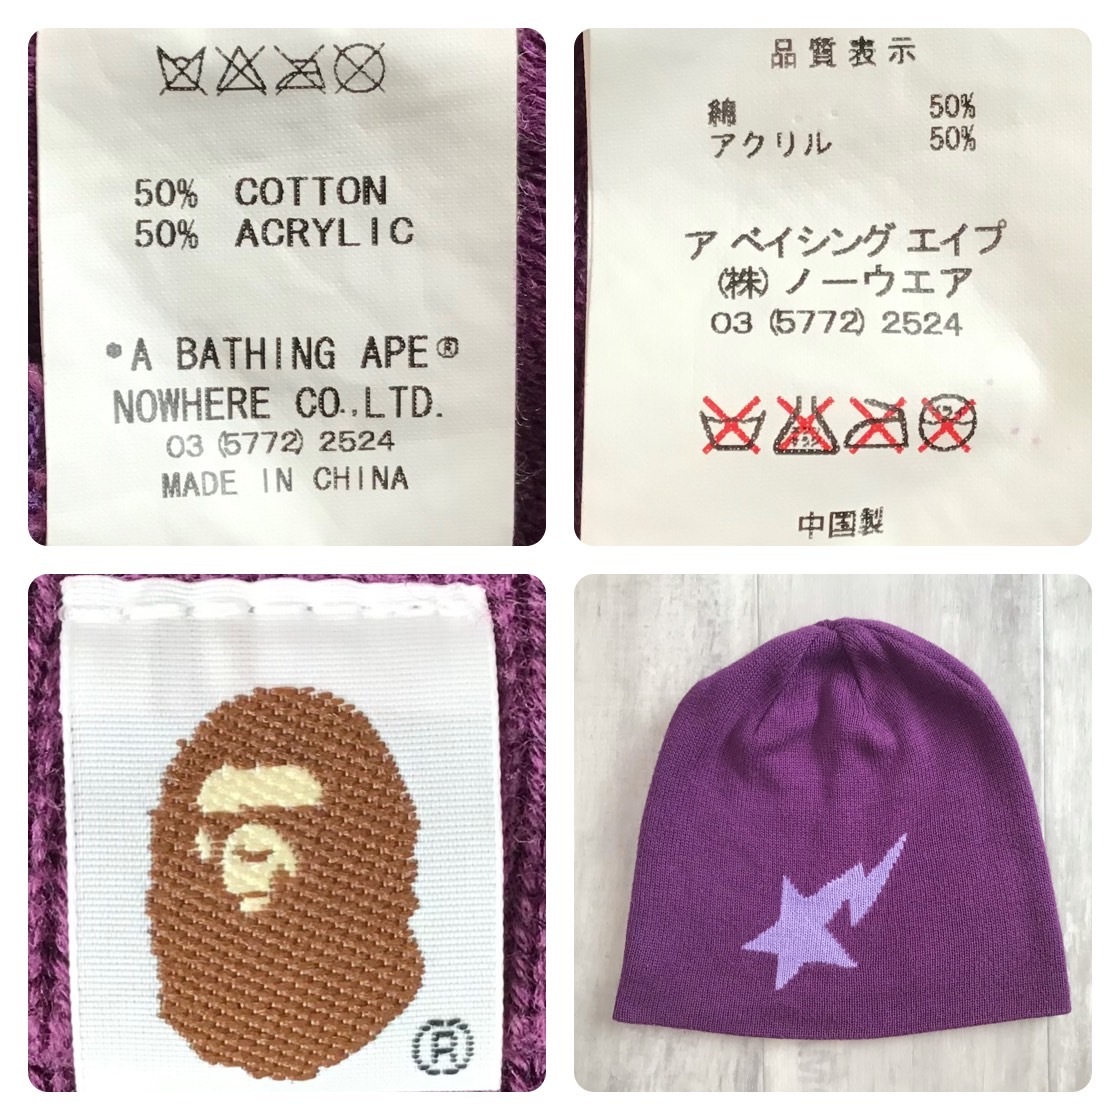 50% COTTON
50% ACRYLIC
•A BATHING APE®
NOWHERE CO.,LTD.
03 (5772) 2524
MADE IN CHINA
品質表示
綿 50%
アクリル 50%
ア ベイシング エイプ
(株) ノーウエア
03 (5772) 2524
中国製
®